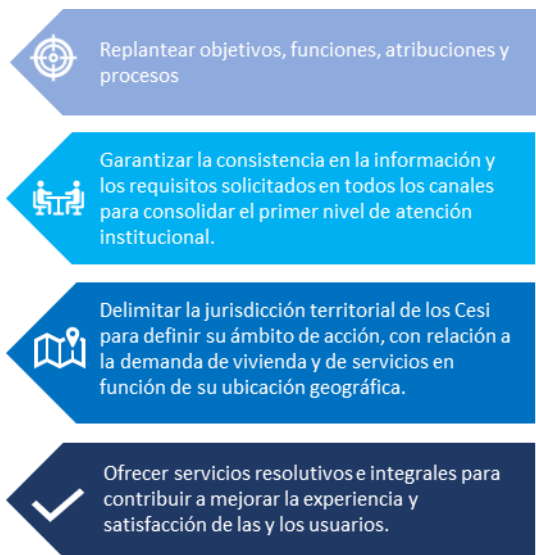 Replantear objetivos, funciones, atribuciones y
procesos
Garantizar la consistencia en la información y
los requisitos solicitados en todos los canales
para consolidar el primer nivel de atención
institucional.
Delimitar la jurisdicción territorial de los Cesi
para definir su ámbito de acción, con relación a
la demanda de vivienda y de servicios en
función de su ubicación geográfica.
Ofrecer servicios resolutivos e integrales para
contribuir a mejorar la experiencia y
satisfacción de las y los usuarios.